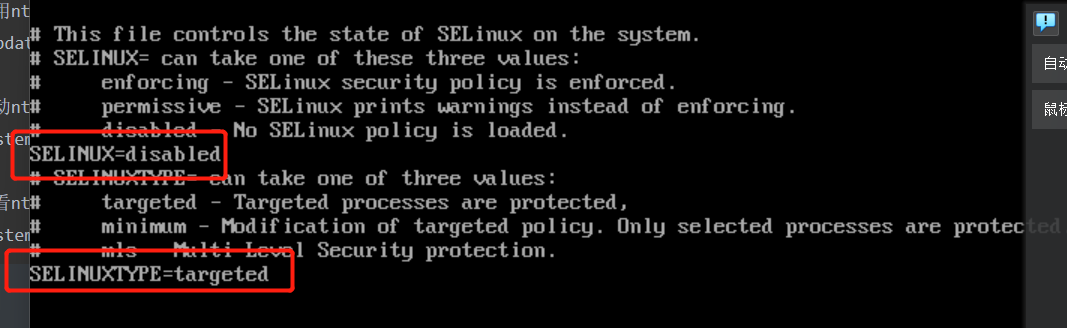 用nt
pdat
动nt
stem
看nt
stem
# This file controls the state of SELinux on the system.
# SELINUX= can take one of these three values:
#     enforcing - SELinux security policy is enforced.
#     permissive - SELinux prints warnings instead of enforcing.
#     disabled - No SELinux policy is loaded.
SELINUX=disabled
# SELINUXTYPE= can take one of three values:
#     targeted - Targeted processes are protected,
#     minimum - Modification of targeted policy. Only selected processes are protected
#     mls - Multi Level Security protection.
SELINUXTYPE=targeted
自动
鼠标